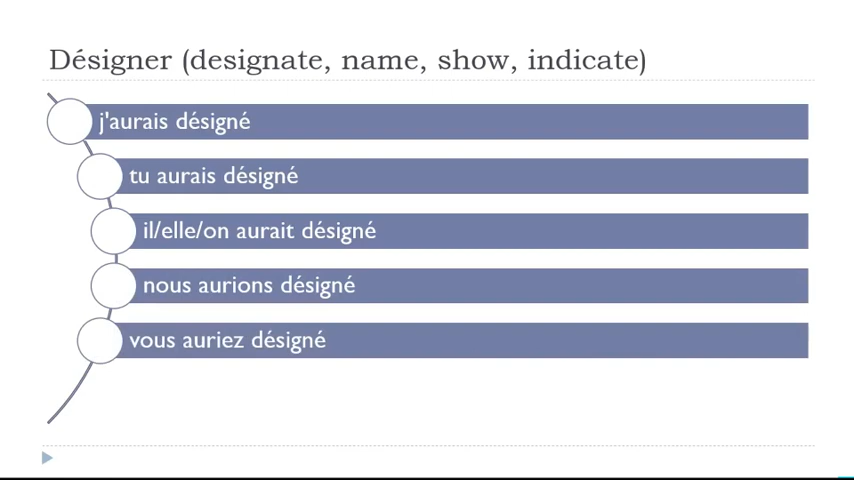 Désigner (designate, name, show, indicate)
j'aurais désigné
tu aurais désigné
il/elle/on aurait désigné
nous aurions désigné
vous auriez désigné